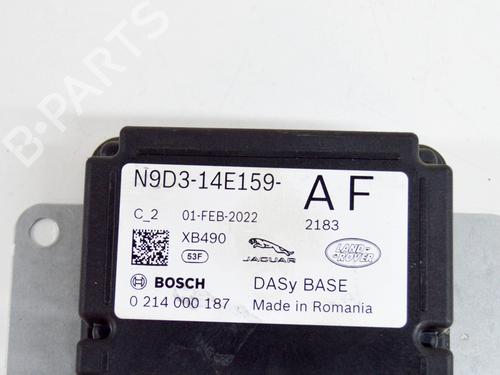 N9D3-14E159- AF
C_2 01-FEB-2022 2183
XB490
53F
JAGUAR
LAND-ROVER
BOSCH DASy BASE
0 214 000 187 Made in Romania
B-PARTS